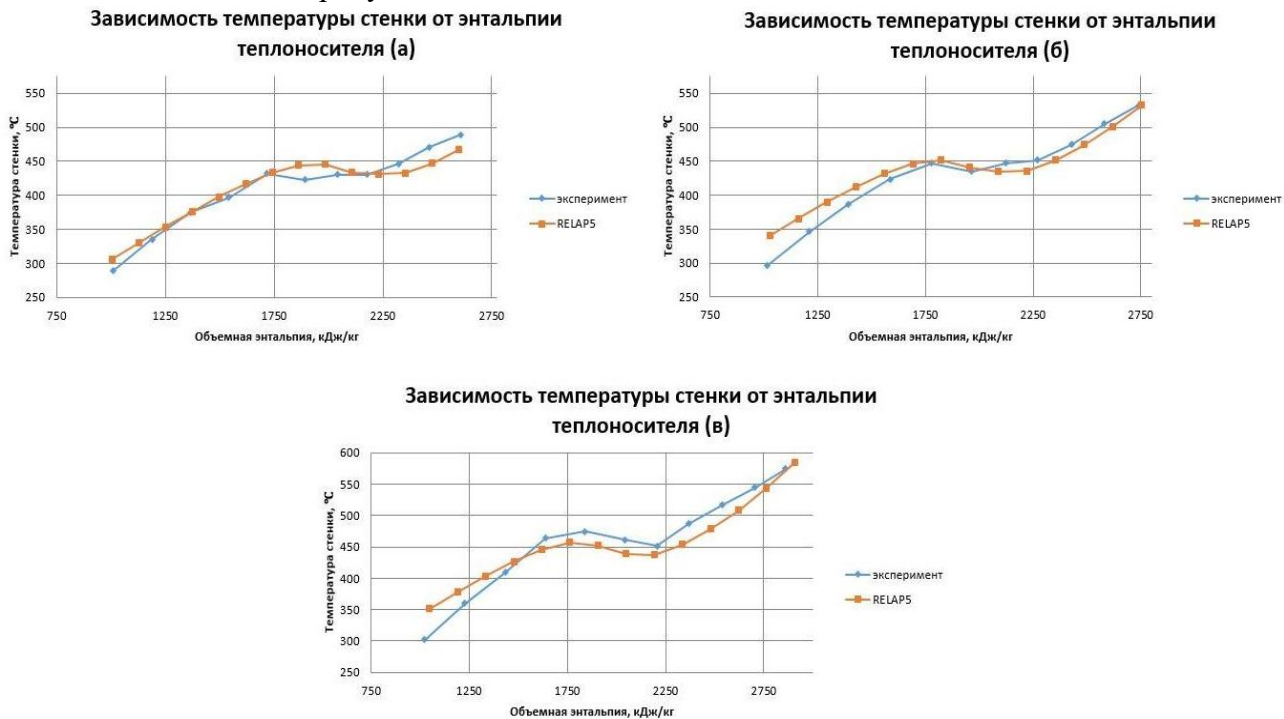 Зависимость температуры стенки от энтальпии
теплоносителя (а)
Температура стенки, °C
550
500
450
400
350
300
250
750
1250
1750
2250
2750
Объемная энтальпия, кДж/кг
эксперимент
RELAP5
Зависимость температуры стенки от энтальпии
теплоносителя (б)
Температура стенки, °C
550
500
450
400
350
300
250
750
1250
1750
2250
2750
Объемная энтальпия, кДж/кг
эксперимент
RELAP5
Зависимость температуры стенки от энтальпии
теплоносителя (в)
Температура стенки, °C
600
550
500
450
400
350
300
250
750
1250
1750
2250
2750
Объемная энтальпия, кДж/кг
эксперимент
RELAP5